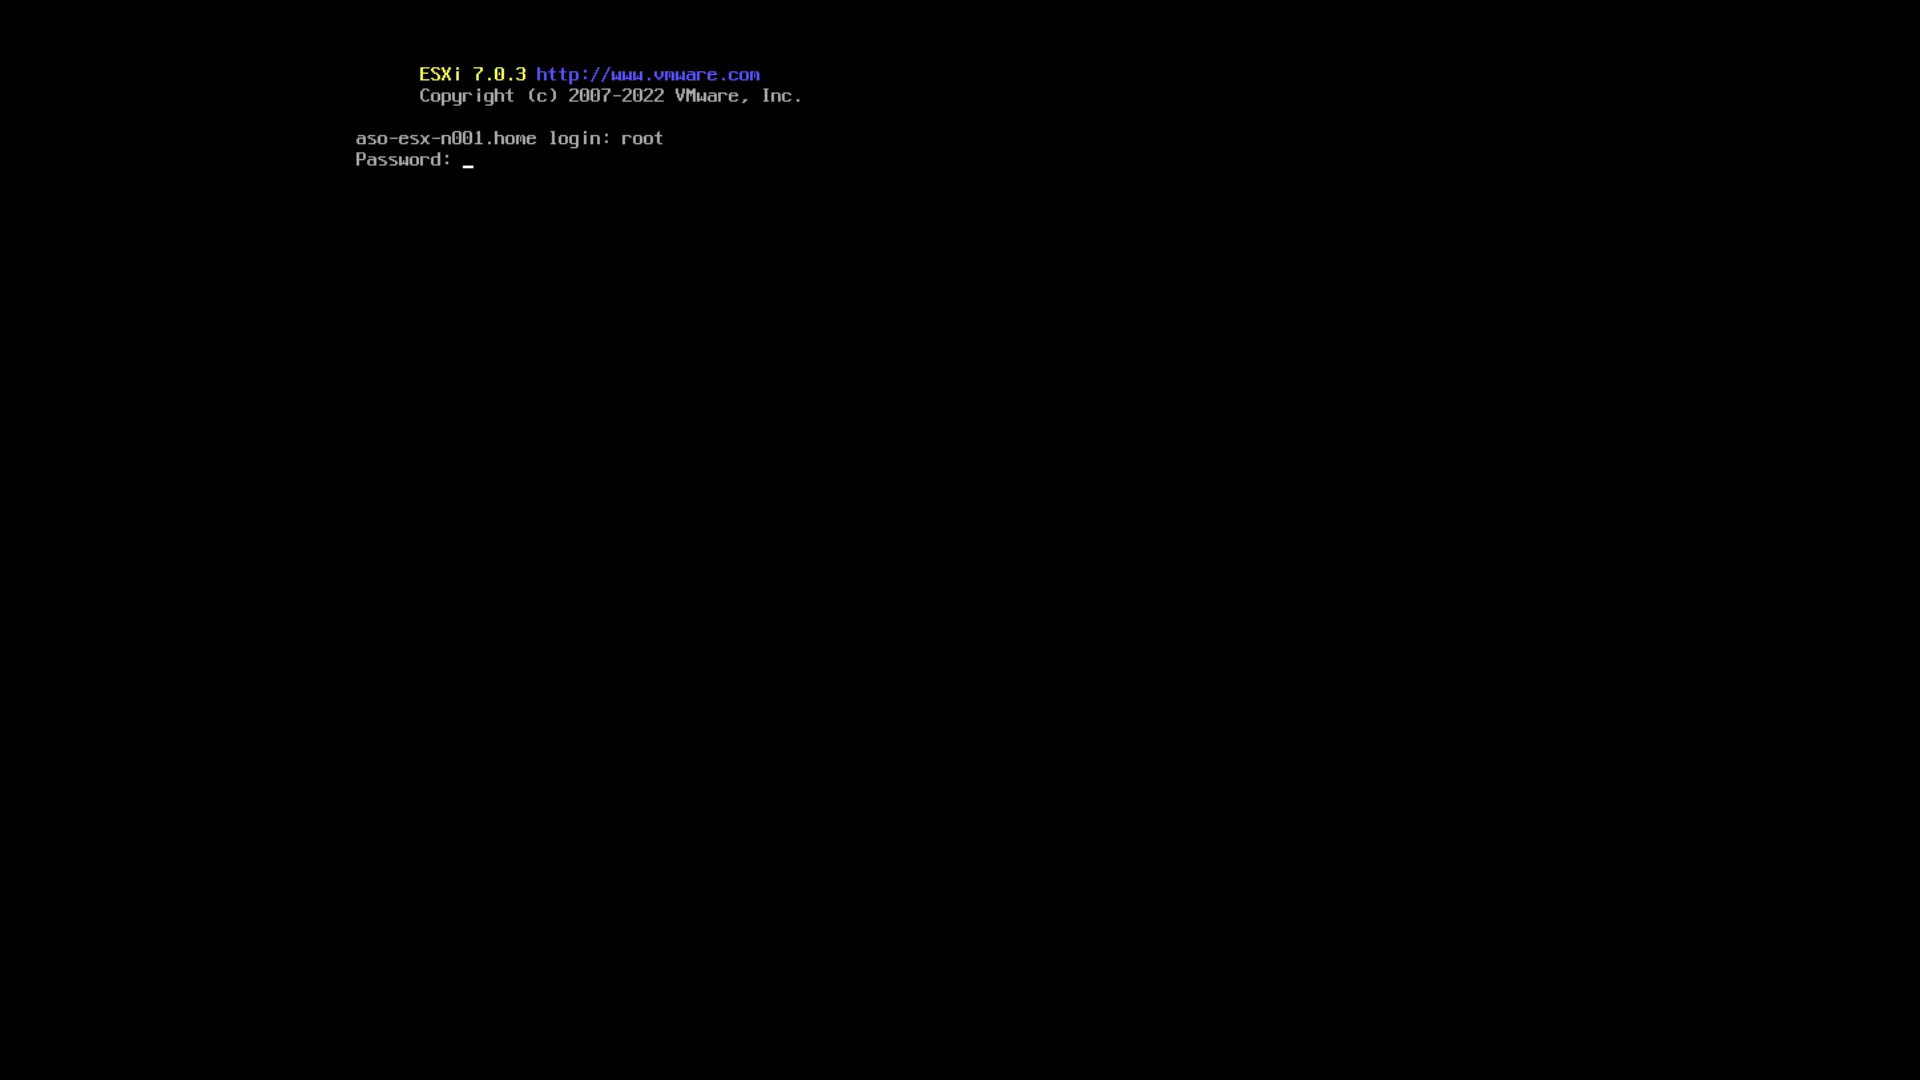 ESXi 7.0.3 http://www.vmware.com
Copyright (c) 2007-2022 VMware, Inc.
aso-esx-n001.home login: root
Password: _